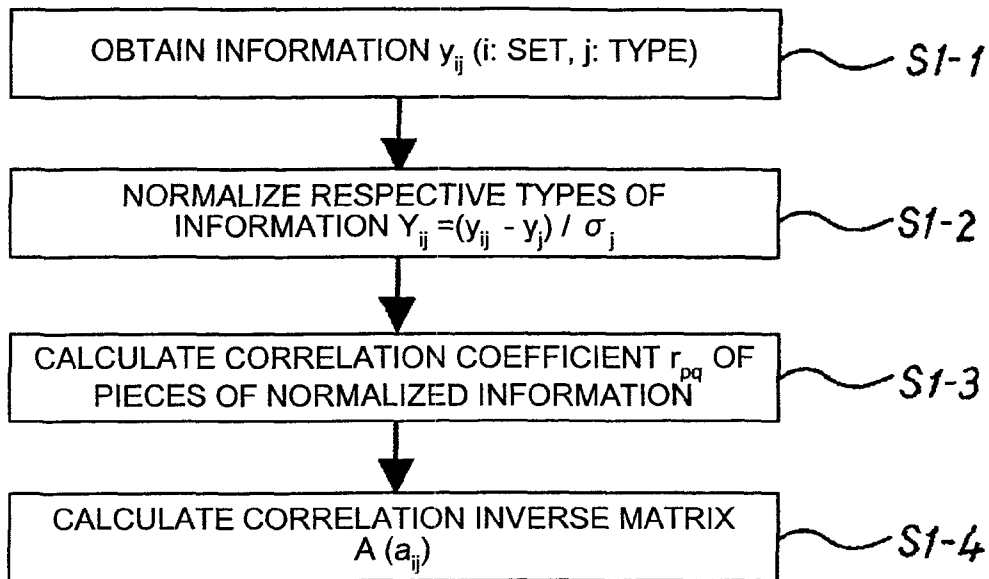 OBTAIN INFORMATION y_ij (i: SET, j: TYPE)
S1-1
NORMALIZE RESPECTIVE TYPES OF
INFORMATION Y_ij =(y_ij - y_j) / σ_j
S1-2
CALCULATE CORRELATION COEFFICIENT r_pq OF
PIECES OF NORMALIZED INFORMATION
S1-3
CALCULATE CORRELATION INVERSE MATRIX
A (a_ij)
S1-4